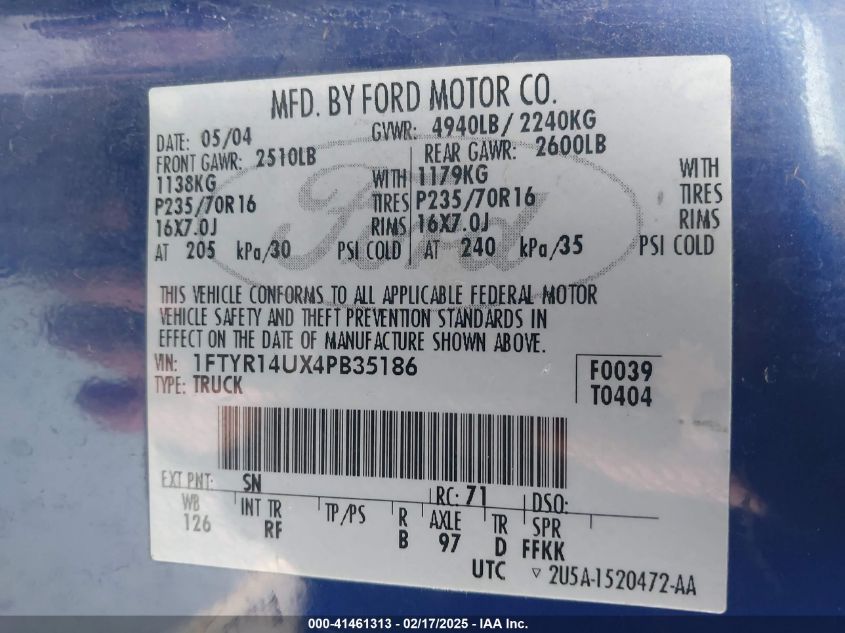 MFD. BY FORD MOTOR CO.
DATE: 05/04 GVWR: 4940LB/ 2240KG
FRONT GAWR: 2510LB REAR GAWR: 2600LB
1138KG WITH 1179KG WITH
P235/70R16 TIRES P235/70R16 TIRES
16X7.0J RIMS 16X7.0J RIMS
AT 205 kPa/30 PSI COLD AT 240 kPa/35 PSI COLD
Ford
THIS VEHICLE CONFORMS TO ALL APPLICABLE FEDERAL MOTOR
VEHICLE SAFETY AND THEFT PREVENTION STANDARDS IN
EFFECT ON THE DATE OF MANUFACTURE SHOWN ABOVE.
VIN: 1FTYR14UX4PB35186 F0039
TYPE: TRUCK T0404
EXT PNT: SN RC: 71 DSO:
WB INT TR TP/PS R AXLE TR SPR
126 RF B 97 D FFKK
UTC ▿ 2U5A-1520472-AA
000-41461313 - 02/17/2025 - IAA Inc.